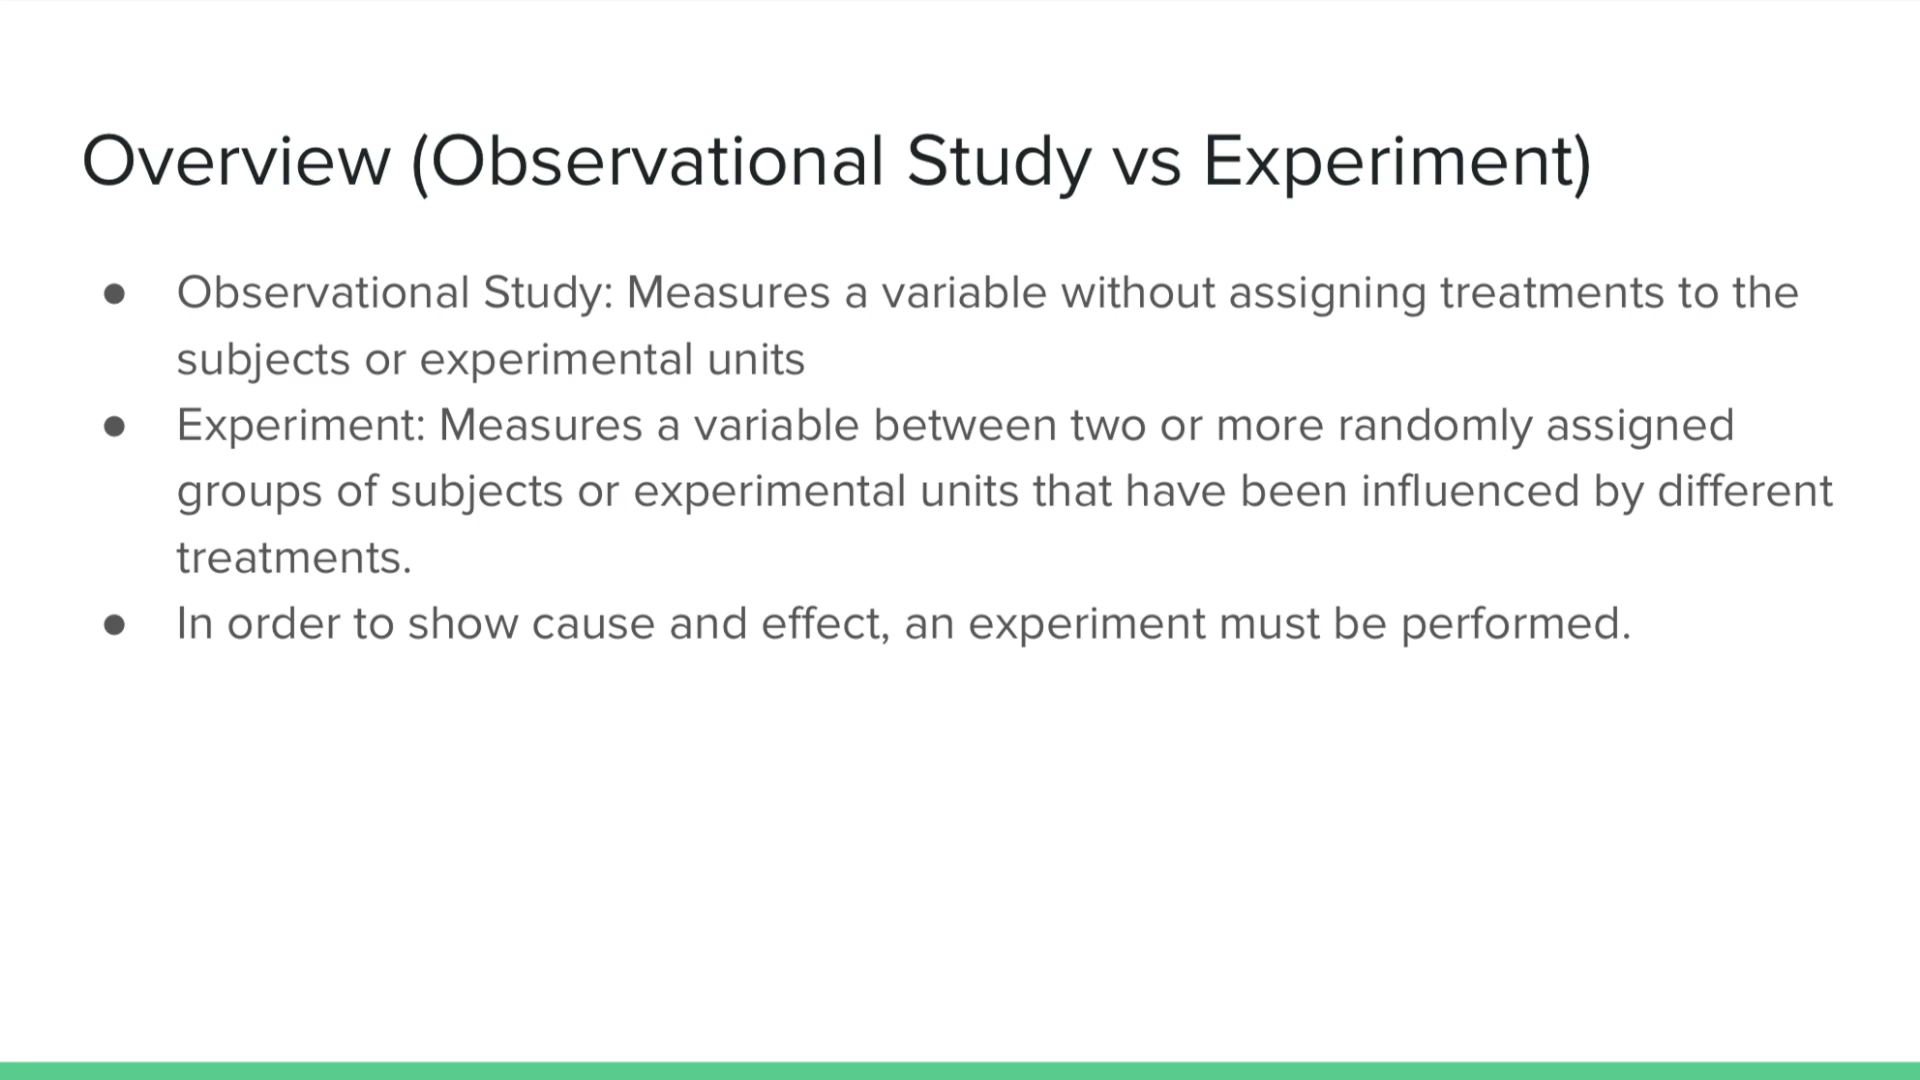 Overview (Observational Study vs Experiment)
● Observational Study: Measures a variable without assigning treatments to the
subjects or experimental units
● Experiment: Measures a variable between two or more randomly assigned
groups of subjects or experimental units that have been influenced by different
treatments.
● In order to show cause and effect, an experiment must be performed.